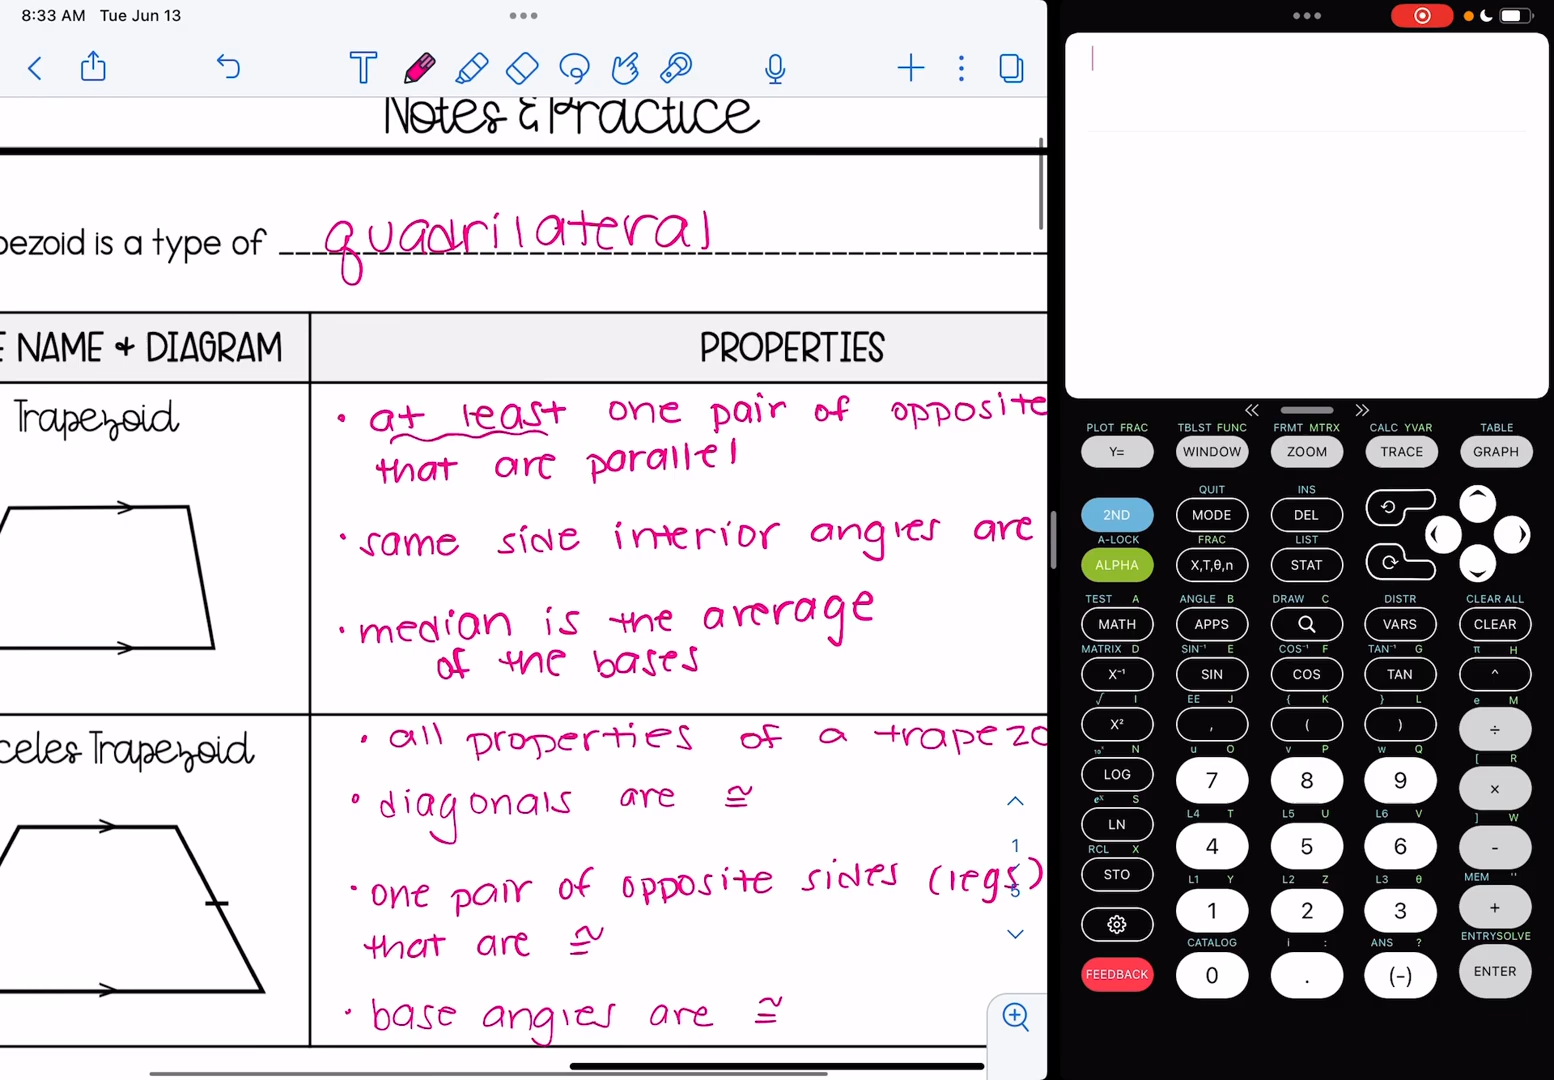 8:33 AM Tue Jun 13
Notes & Practice
pezoid is a type of quadrilateral
E NAME + DIAGRAM
PROPERTIES
Trapezoid
• at least one pair of opposite
that are parallel
• same side interior angles are
• median is the average
of the bases
celes Trapezoid
• all properties of a trapezo
• diagonals are ≅
• one pair of opposite sides (legs)
that are ≅
• base angles are ≅
1
5
PLOT FRAC TBLST FUNC FRMT MTRX CALC YVAR TABLE
Y= WINDOW ZOOM TRACE GRAPH
QUIT INS
2ND MODE DEL
A-LOCK FRAC LIST
ALPHA X,T,θ,n STAT
TEST A ANGLE B DRAW C DISTR CLEAR ALL
MATH APPS VARS CLEAR
MATRIX D SIN⁻¹ E COS⁻¹ F TAN⁻¹ G π H
X⁻¹ SIN COS TAN ^
√ I EE J { K } L e M
X² , ( ) ÷
10ˣ N u O v P w Q [ R
LOG 7 8 9 ×
eˣ S L4 T L5 U L6 V ] W
LN 4 5 6 -
RCL X L1 Y L2 Z L3 θ MEM "
STO 1 2 3 +
CATALOG i : ANS ? ENTRY SOLVE
FEEDBACK 0 . (-) ENTER